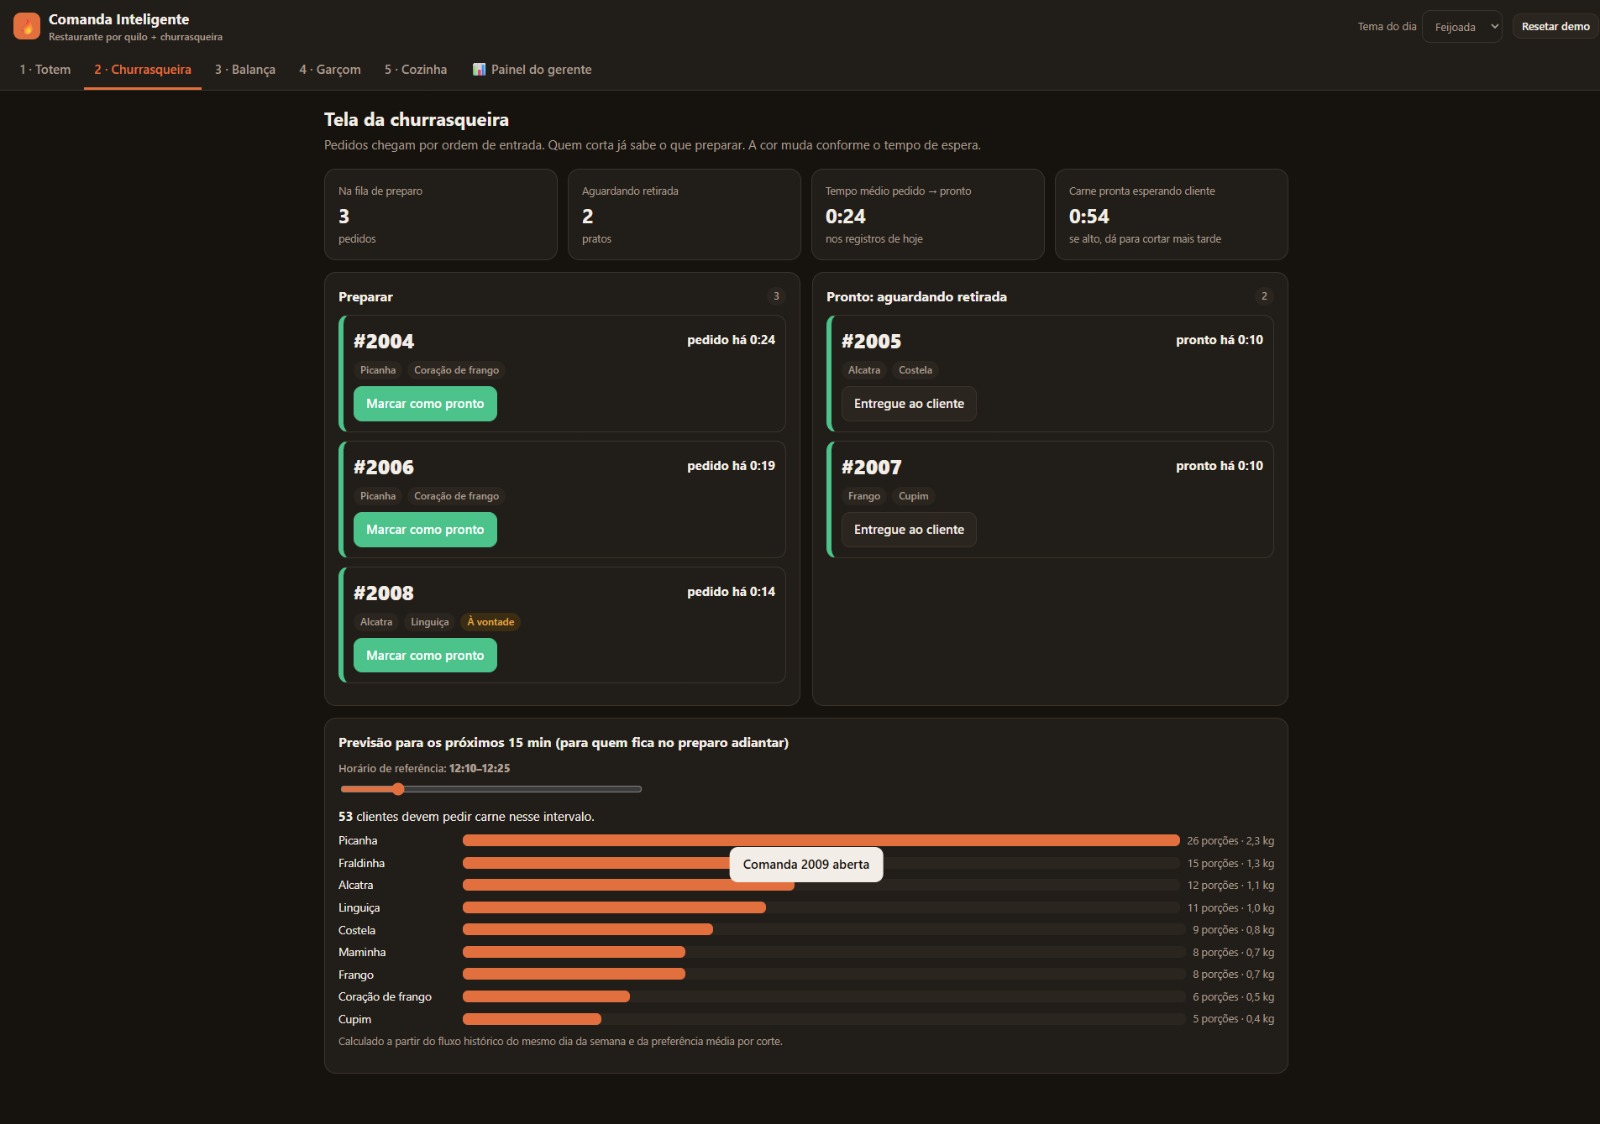 Comanda Inteligente
Restaurante por quilo + churrasqueira
Tema do dia
Feijoada
Resetar demo
1 · Totem
2 · Churrasqueira
3 · Balança
4 · Garçom
5 · Cozinha
Painel do gerente
Tela da churrasqueira
Pedidos chegam por ordem de entrada. Quem corta já sabe o que preparar. A cor muda conforme o tempo de espera.
Na fila de preparo
3
pedidos
Aguardando retirada
2
pratos
Tempo médio pedido → pronto
0:24
nos registros de hoje
Carne pronta esperando cliente
0:54
se alto, dá para cortar mais tarde
Preparar
3
#2004
pedido há 0:24
Picanha
Coração de frango
Marcar como pronto
#2006
pedido há 0:19
Picanha
Coração de frango
Marcar como pronto
#2008
pedido há 0:14
Alcatra
Linguiça
À vontade
Marcar como pronto
Pronto: aguardando retirada
2
#2005
pronto há 0:10
Alcatra
Costela
Entregue ao cliente
#2007
pronto há 0:10
Frango
Cupim
Entregue ao cliente
Previsão para os próximos 15 min (para quem fica no preparo adiantar)
Horário de referência: 12:10–12:25
53 clientes devem pedir carne nesse intervalo.
Picanha
26 porções · 2,3 kg
Fraldinha
15 porções · 1,3 kg
Comanda 2009 aberta
Alcatra
12 porções · 1,1 kg
Linguiça
11 porções · 1,0 kg
Costela
9 porções · 0,8 kg
Maminha
8 porções · 0,7 kg
Frango
8 porções · 0,7 kg
Coração de frango
6 porções · 0,5 kg
Cupim
5 porções · 0,4 kg
Calculado a partir do fluxo histórico do mesmo dia da semana e da preferência média por corte.